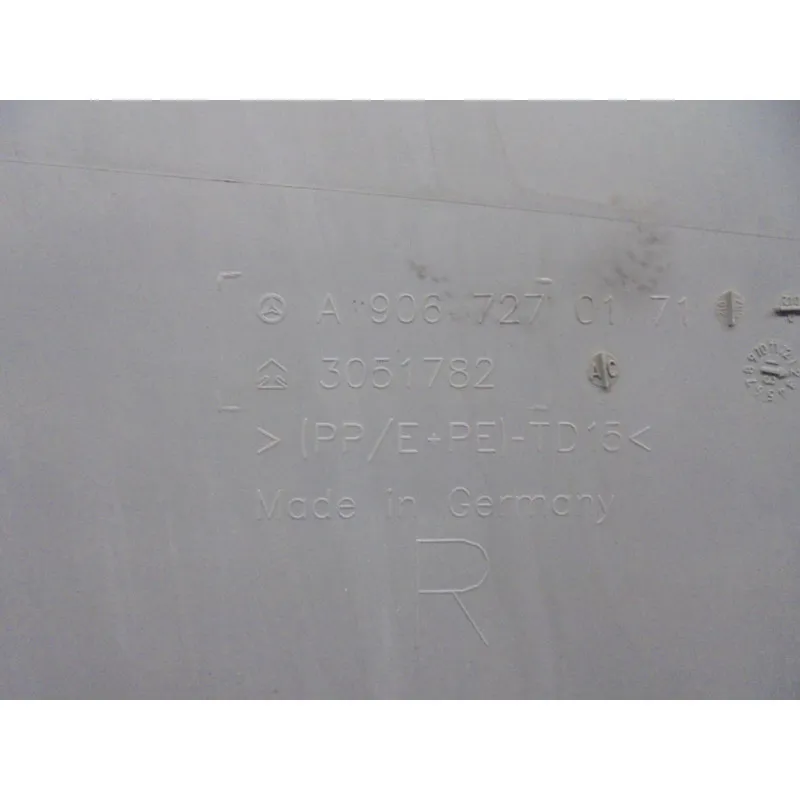 A 906 727 01 71
3051782
A C
>(PP/E+PE)-TD15<
Made in Germany
R